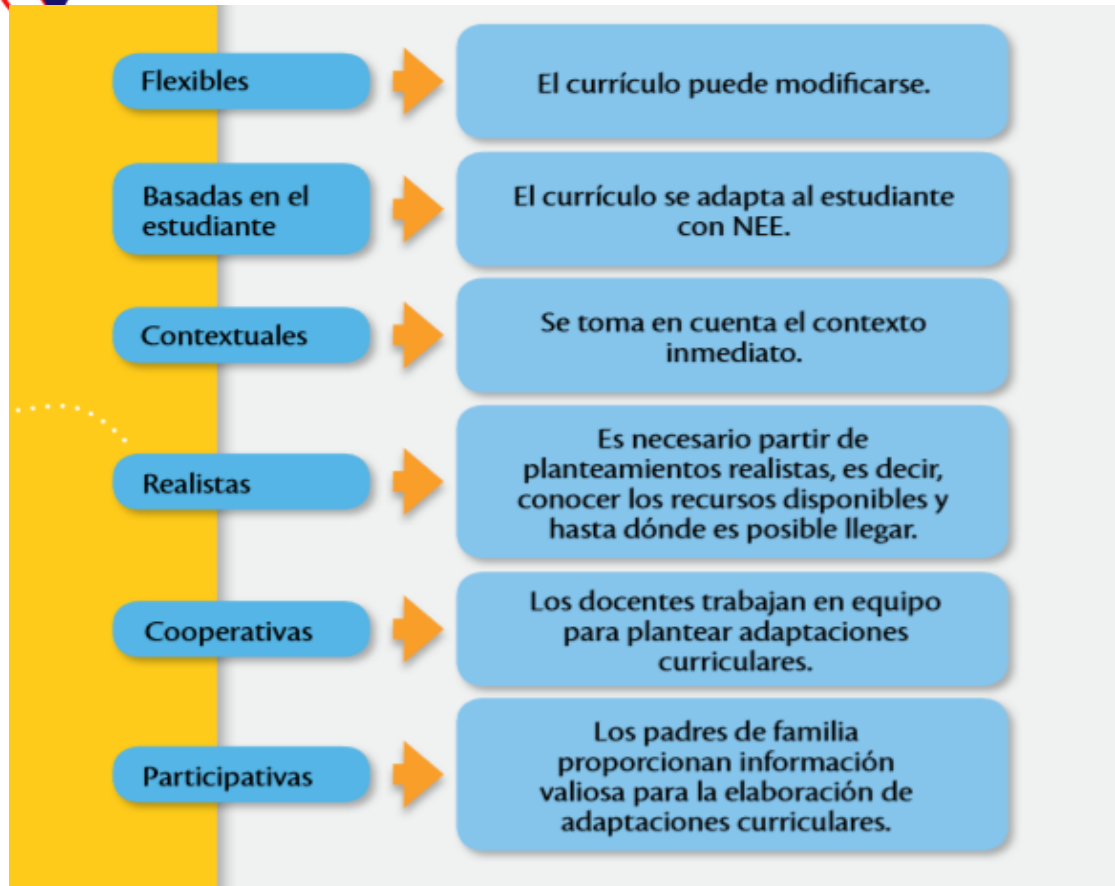 Flexibles
El currículo puede modificarse.
Basadas en el
estudiante
El currículo se adapta al estudiante
con NEE.
Contextuales
Se toma en cuenta el contexto
inmediato.
Realistas
Es necesario partir de
planteamientos realistas, es decir,
conocer los recursos disponibles y
hasta dónde es posible llegar.
Cooperativas
Los docentes trabajan en equipo
para plantear adaptaciones
curriculares.
Participativas
Los padres de familia
proporcionan información
valiosa para la elaboración de
adaptaciones curriculares.